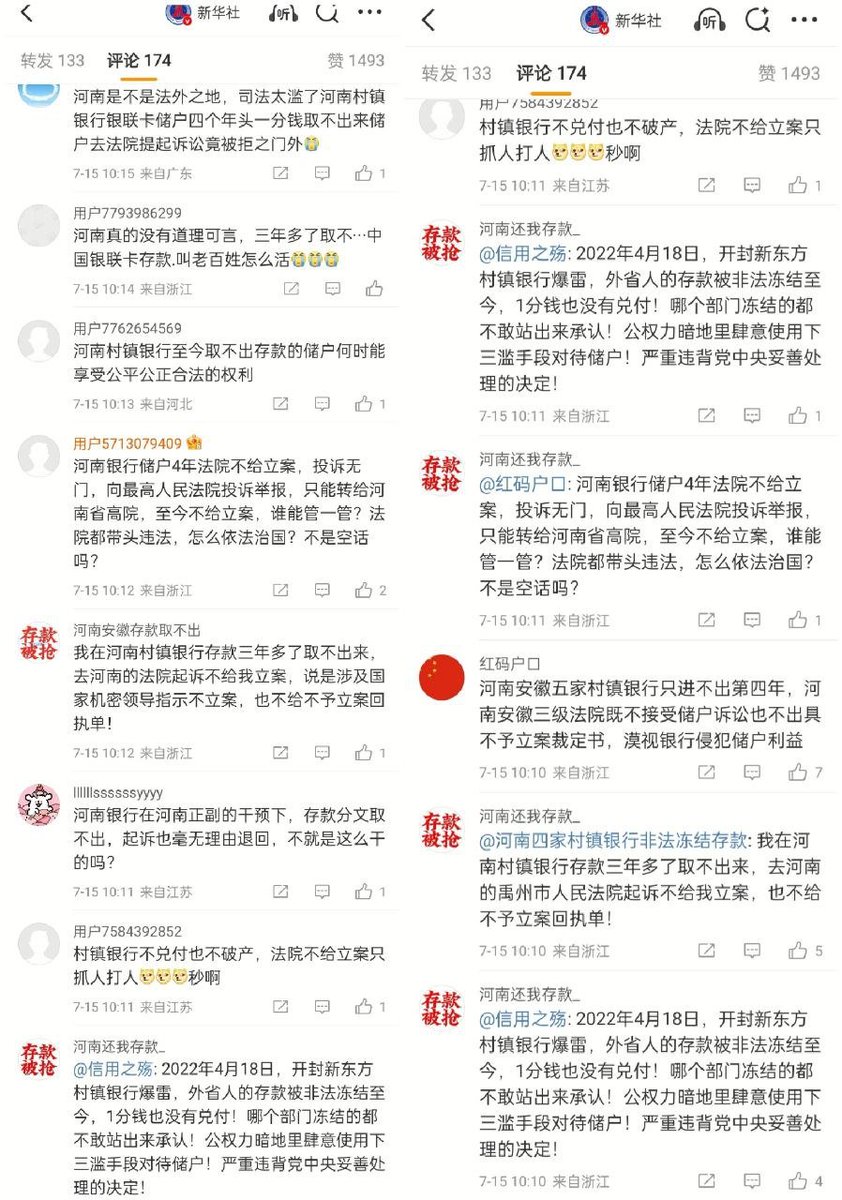 新华社
听
转发 133 评论 174 赞 1493
河南是不是法外之地，司法太滥了河南村镇
银行银联卡储户四个年头一分钱取不出来储
户去法院提起诉讼竟被拒之门外😭
7-15 10:15 来自广东 1
用户7793986299
河南真的没有道理可言，三年多了取不…中
国银联卡存款.叫老百姓怎么活😭😭😭
7-15 10:14 来自浙江
用户7762654569
河南村镇银行至今取不出存款的储户何时能
享受公平公正合法的权利
7-15 10:13 来自河北 1
用户5713079409
河南银行储户4年法院不给立案，投诉无
门，向最高人民法院投诉举报，只能转给河
南省高院，至今不给立案，谁能管一管？法
院都带头违法，怎么依法治国？不是空话
吗？
7-15 10:12 来自浙江 2
存款
被抢
河南安徽存款取不出
我在河南村镇银行存款三年多了取不出来，
去河南的法院起诉不给我立案，说是涉及国
家机密领导指示不立案，也不给不予立案回
执单！
7-15 10:12 来自浙江 1
llllllssssssyyyy
河南银行在河南正副的干预下，存款分文取
不出，起诉也毫无理由退回，不就是这么干
的吗？
7-15 10:11 来自江苏 1
用户7584392852
村镇银行不兑付也不破产，法院不给立案只
抓人打人秒啊
7-15 10:11 来自江苏 1
存款
被抢
河南还我存款_
@信用之殇: 2022年4月18日，开封新东方
村镇银行爆雷，外省人的存款被非法冻结至
今，1分钱也没有兑付！哪个部门冻结的都
不敢站出来承认！公权力暗地里肆意使用下
三滥手段对待储户！严重违背党中央妥善处
理的决定！
新华社
听
转发 133 评论 174 赞 1493
用户7584392852
村镇银行不兑付也不破产，法院不给立案只
抓人打人秒啊
7-15 10:11 来自江苏 1
存款
被抢
河南还我存款_
@信用之殇: 2022年4月18日，开封新东方
村镇银行爆雷，外省人的存款被非法冻结至
今，1分钱也没有兑付！哪个部门冻结的都
不敢站出来承认！公权力暗地里肆意使用下
三滥手段对待储户！严重违背党中央妥善处
理的决定！
7-15 10:11 来自浙江 1
存款
被抢
河南还我存款_
@红码户口: 河南银行储户4年法院不给立
案，投诉无门，向最高人民法院投诉举报，
只能转给河南省高院，至今不给立案，谁能
管一管？法院都带头违法，怎么依法治国？
不是空话吗？
7-15 10:11 来自浙江 1
红码户口
河南安徽五家村镇银行只进不出第四年，河
南安徽三级法院既不接受储户诉讼也不出具
不予立案裁定书，漠视银行侵犯储户利益
7-15 10:10 来自浙江 7
存款
被抢
河南还我存款_
@河南四家村镇银行非法冻结存款: 我在河
南村镇银行存款三年多了取不出来，去河南
的禹州市人民法院起诉不给我立案，也不给
不予立案回执单！
7-15 10:10 来自浙江 5
存款
被抢
河南还我存款_
@信用之殇: 2022年4月18日，开封新东方
村镇银行爆雷，外省人的存款被非法冻结至
今，1分钱也没有兑付！哪个部门冻结的都
不敢站出来承认！公权力暗地里肆意使用下
三滥手段对待储户！严重违背党中央妥善处
理的决定！
7-15 10:10 来自浙江 4